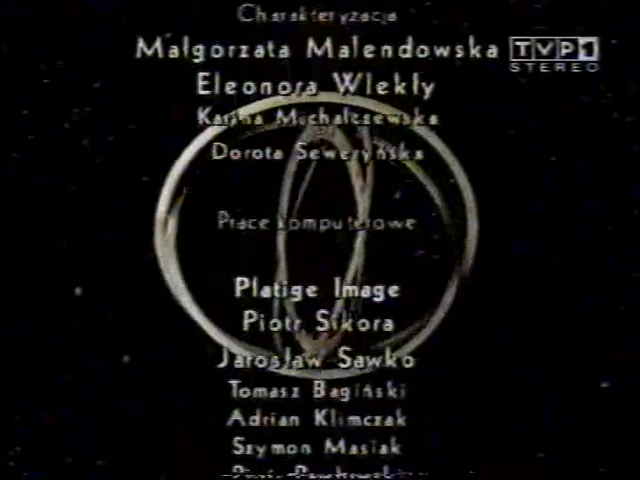 Charakteryzacja
Małgorzata Malendowska
TVP1
STEREO
Eleonora Wlekły
Karina Michalczewska
Dorota Seweryńska
Prace komputerowe
Platige Image
Piotr Sikora
Jarosław Sawko
Tomasz Bagiński
Adrian Klimczak
Szymon Masiak